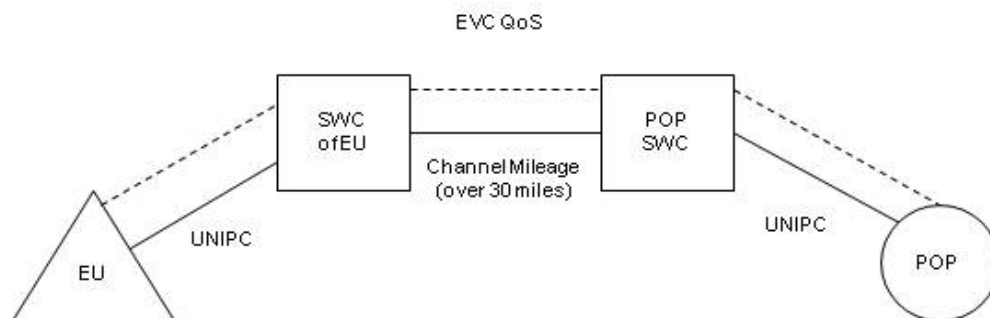 EVC QoS
SWC
of EU
POP
SWC
Channel Mileage
(over 30 miles)
UNIPC
UNIPC
EU
POP